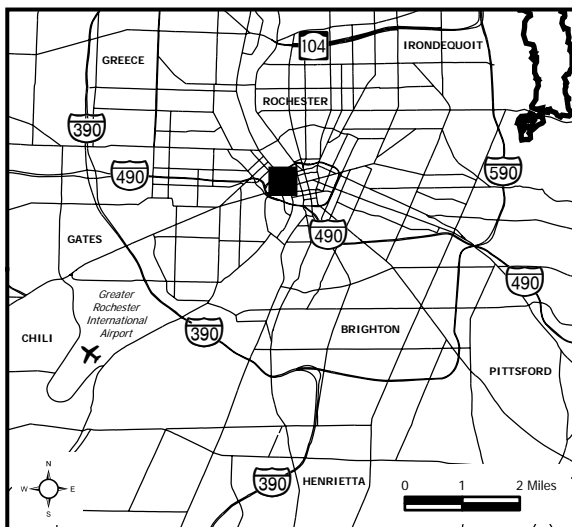 104
IRONDEQUOIT
GREECE
ROCHESTER
390
490
590
GATES
490
490
Greater
Rochester
International
Airport
390
BRIGHTON
CHILI
PITTSFORD
N
W E
S
390
HENRIETTA
0 1 2 Miles